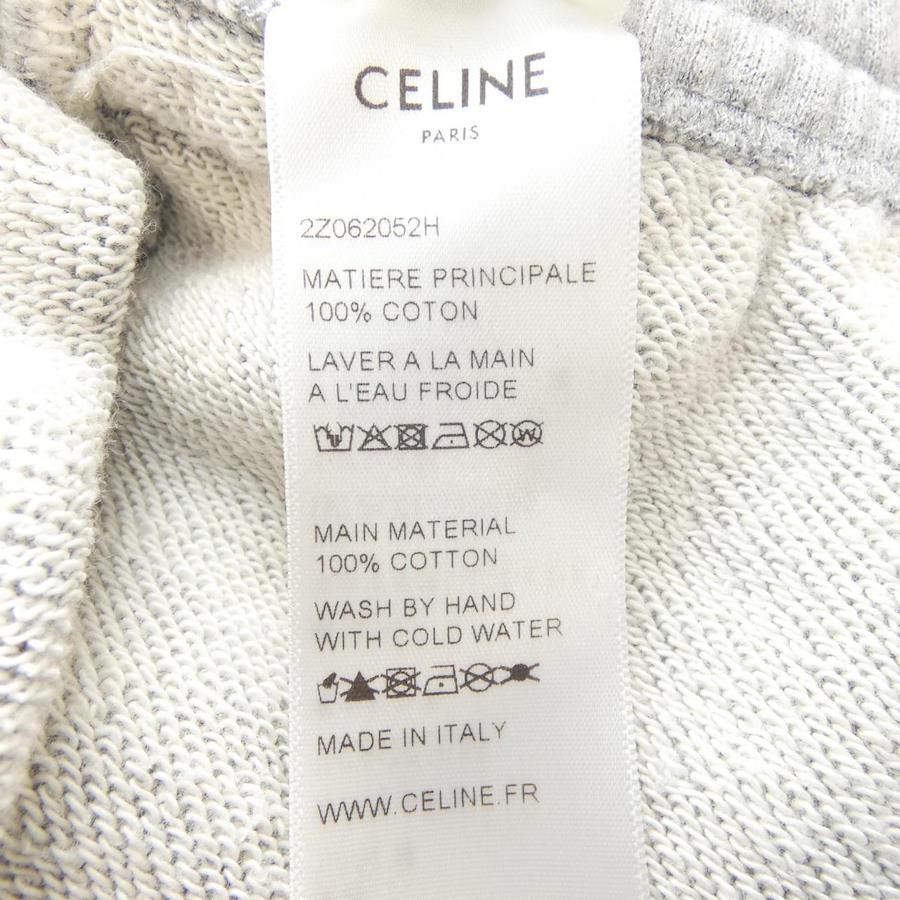 CELINE
PARIS
2Z062052H
MATIERE PRINCIPALE
100% COTON
LAVER A LA MAIN
A L'EAU FROIDE
MAIN MATERIAL
100% COTTON
WASH BY HAND
WITH COLD WATER
MADE IN ITALY
WWW.CELINE.FR